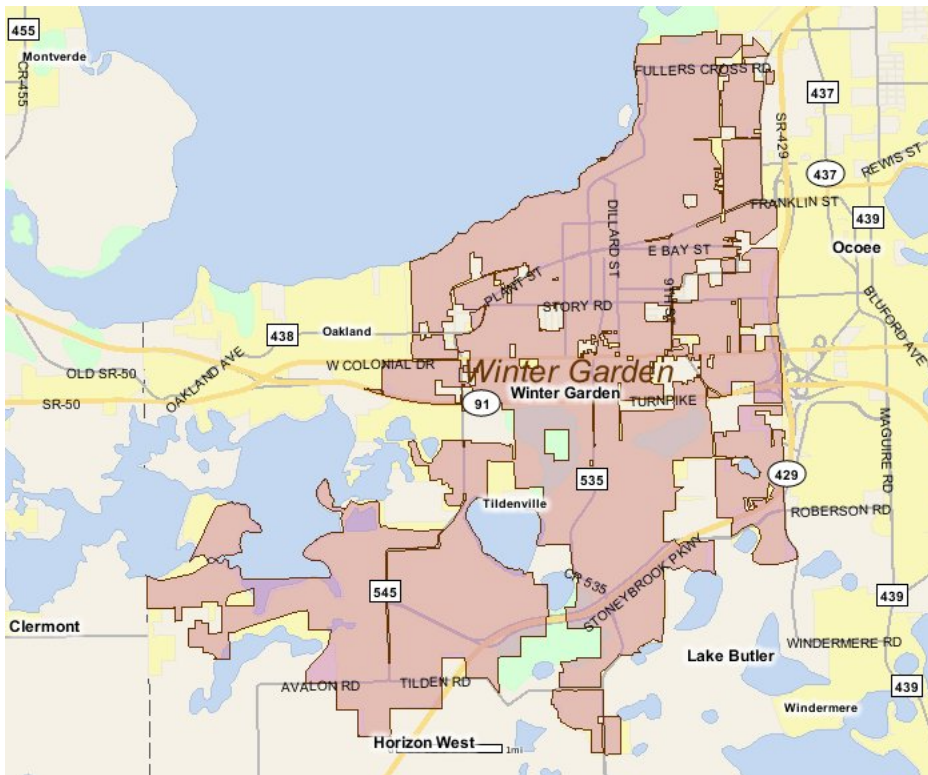 455
Montverde
CR-455
FULLERS CROSS RD
437
SR-429
REWIS ST
437
FRANKLIN ST
DILLARD ST
439
E BAY ST
Ocoee
PLANT ST
9TH ST
STORY RD
BLUFORD AVE
438
Oakland
OLD SR-50
OAKLAND AVE
W COLONIAL DR
Winter Garden
Winter Garden
SR-50
91
TURNPIKE
MAGUIRE RD
535
429
Tildenville
ROBERSON RD
CR 535
STONEYBROOK PKWY
545
439
Clermont
WINDERMERE RD
Lake Butler
AVALON RD
TILDEN RD
439
Windermere
Horizon West
1mi